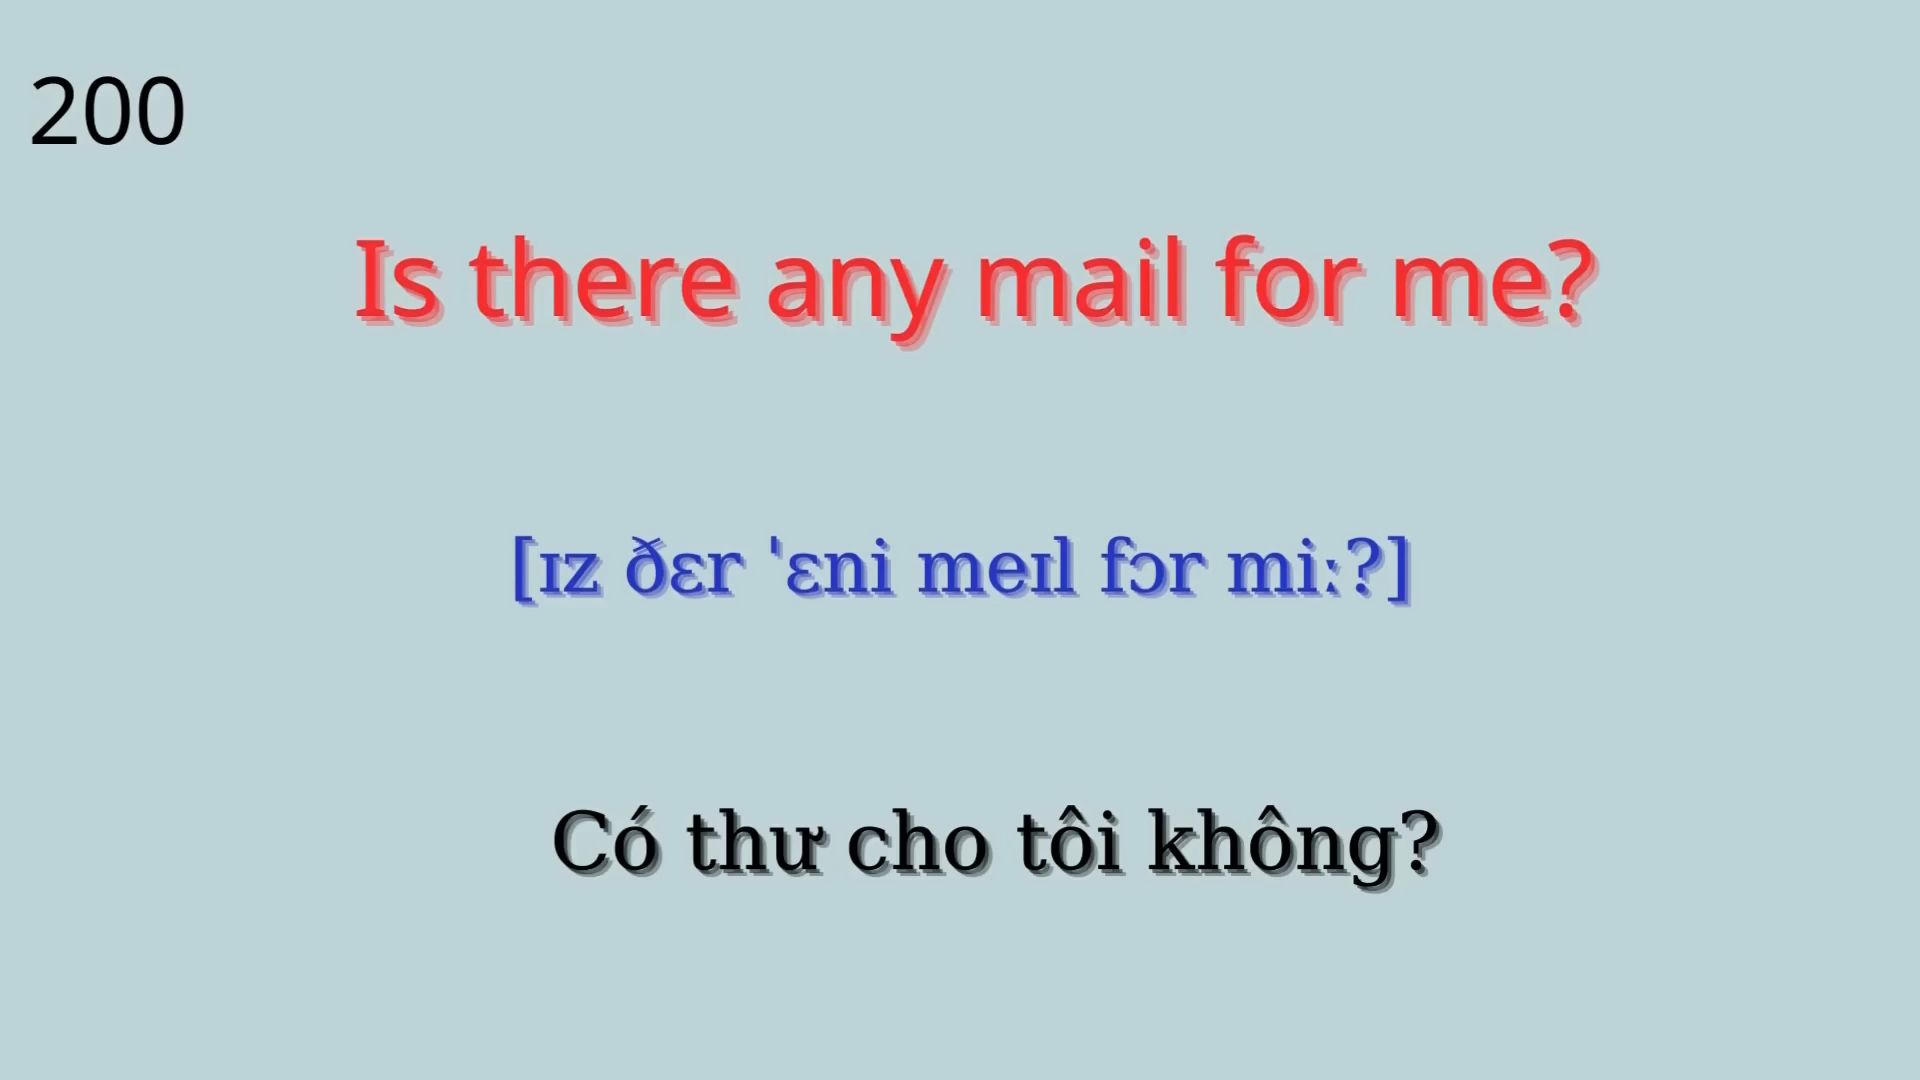 200
Is there any mail for me?
[ɪz ðɛr ˈɛni meɪl fɔr miː?]
Có thư cho tôi không?